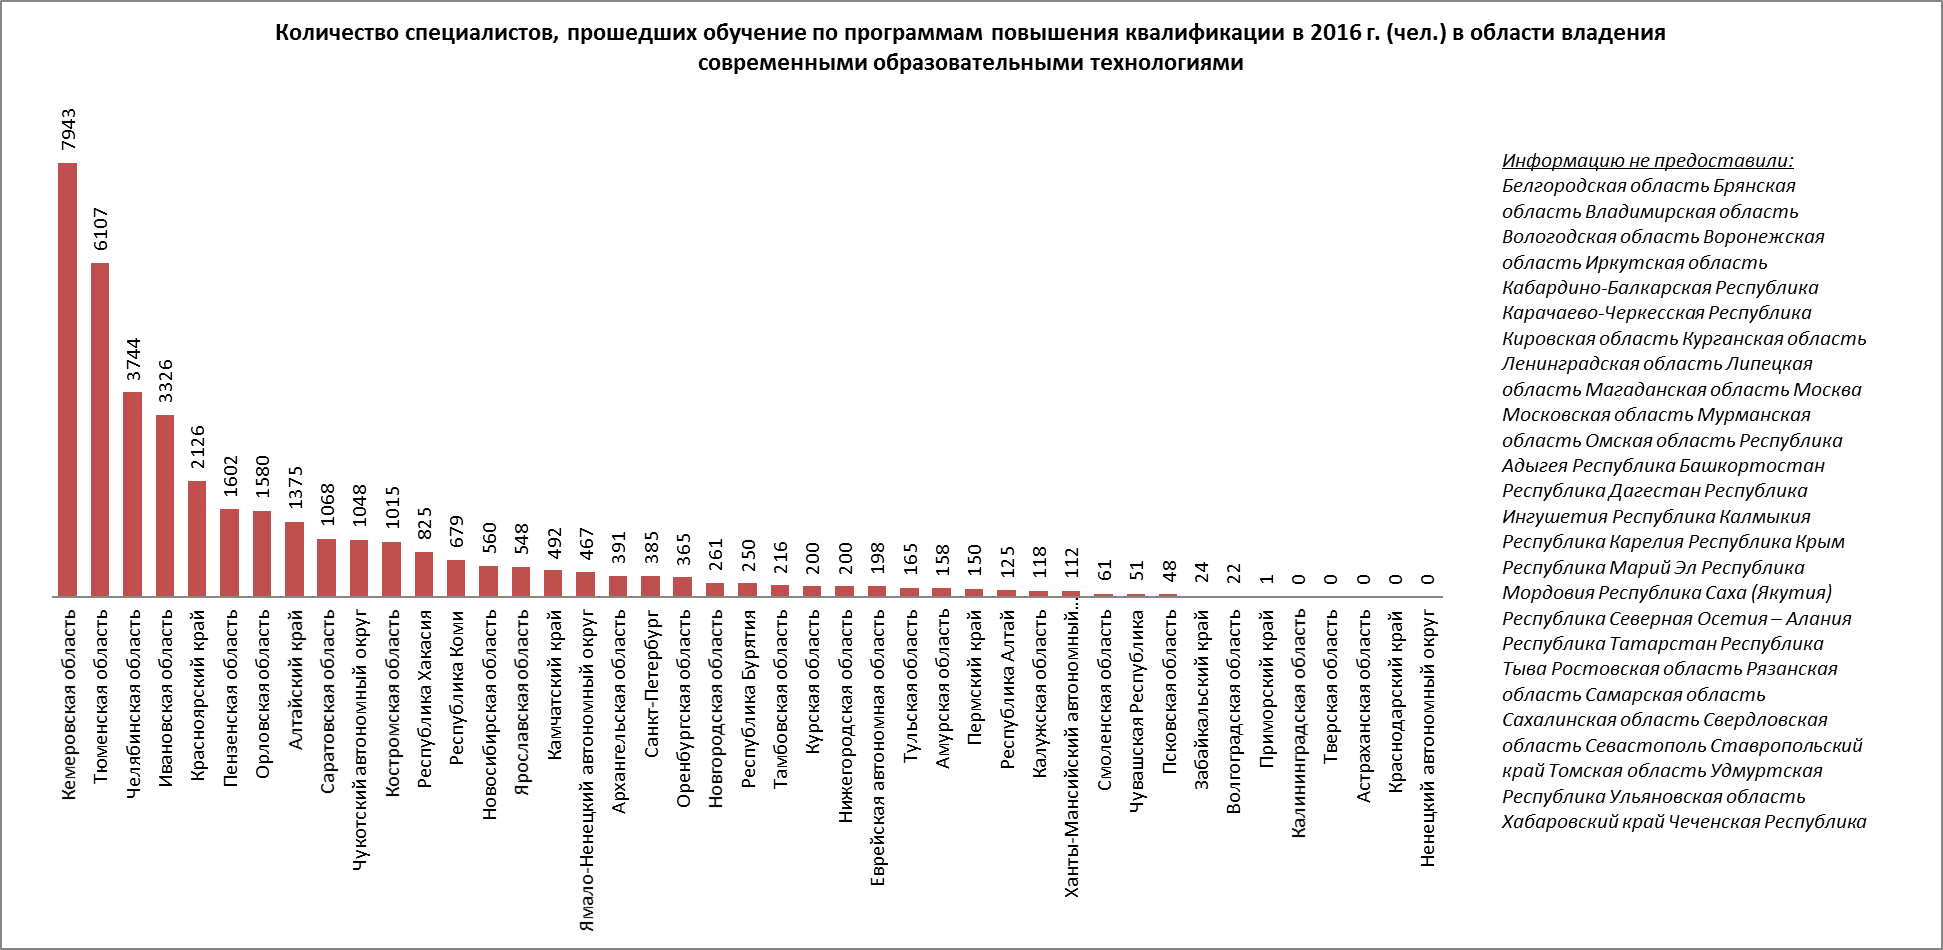 Количество специалистов, прошедших обучение по программам повышения квалификации в 2016 г. (чел.) в области владения
современными образовательными технологиями
7943
6107
3744
3326
2126
1602
1580
1375
1068
1048
1015
825
679
560
548
492
467
391
385
365
261
250
216
200
200
198
165
158
150
125
118
112
61
51
48
24
22
1
0
0
0
0
0
Кемеровская область
Тюменская область
Челябинская область
Ивановская область
Красноярский край
Пензенская область
Орловская область
Алтайский край
Саратовская область
Чукотский автономный округ
Костромская область
Республика Хакасия
Республика Коми
Новосибирская область
Ярославская область
Камчатский край
Ямало-Ненецкий автономный округ
Архангельская область
Санкт-Петербург
Оренбургская область
Новгородская область
Республика Бурятия
Тамбовская область
Курская область
Нижегородская область
Еврейская автономная область
Тульская область
Амурская область
Пермский край
Республика Алтай
Калужская область
Ханты-Мансийский автономный…
Смоленская область
Чувашская Республика
Псковская область
Забайкальский край
Волгоградская область
Приморский край
Калининградская область
Тверская область
Астраханская область
Краснодарский край
Ненецкий автономный округ
Информацию не предоставили:
Белгородская область Брянская
область Владимирская область
Вологодская область Воронежская
область Иркутская область
Кабардино-Балкарская Республика
Карачаево-Черкесская Республика
Кировская область Курганская область
Ленинградская область Липецкая
область Магаданская область Москва
Московская область Мурманская
область Омская область Республика
Адыгея Республика Башкортостан
Республика Дагестан Республика
Ингушетия Республика Калмыкия
Республика Карелия Республика Крым
Республика Марий Эл Республика
Мордовия Республика Саха (Якутия)
Республика Северная Осетия – Алания
Республика Татарстан Республика
Тыва Ростовская область Рязанская
область Самарская область
Сахалинская область Свердловская
область Севастополь Ставропольский
край Томская область Удмуртская
Республика Ульяновская область
Хабаровский край Чеченская Республика